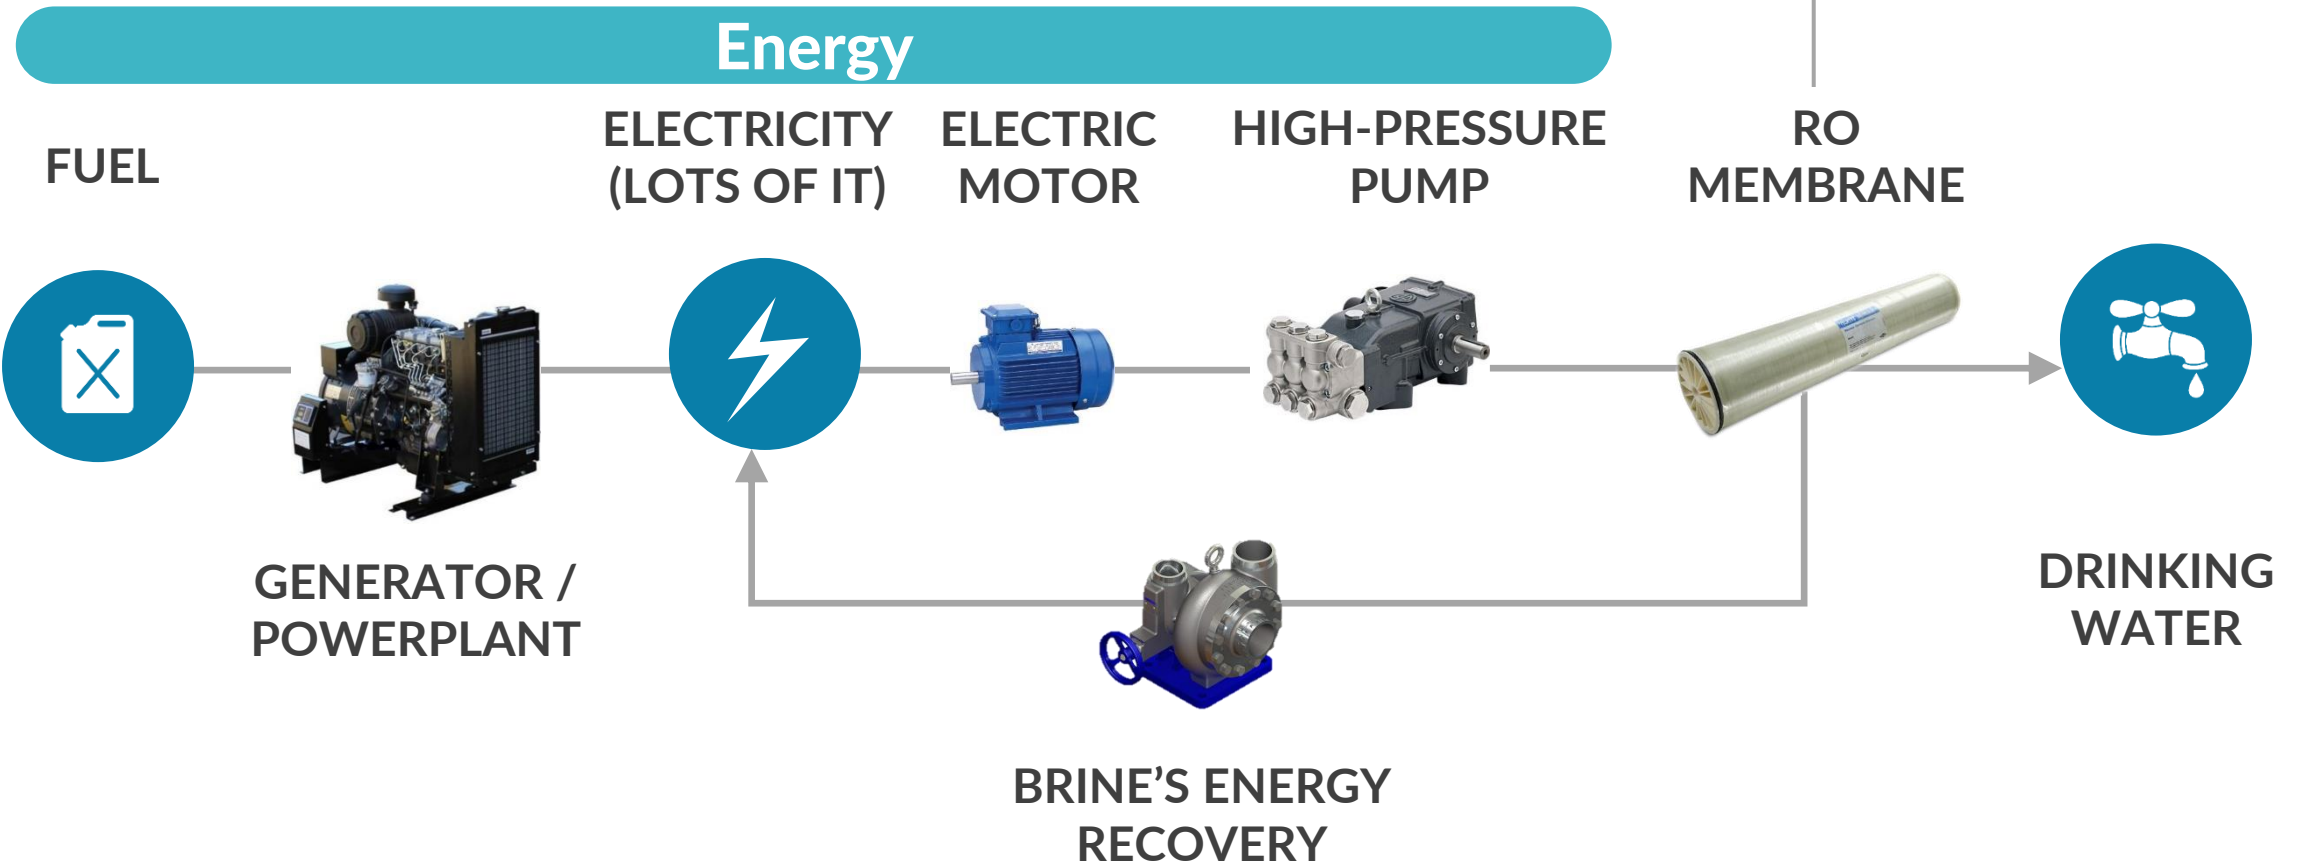 Energy
FUEL
ELECTRICITY
(LOTS OF IT)
ELECTRIC
MOTOR
HIGH-PRESSURE
PUMP
RO
MEMBRANE
GENERATOR /
POWERPLANT
DRINKING
WATER
BRINE’S ENERGY
RECOVERY